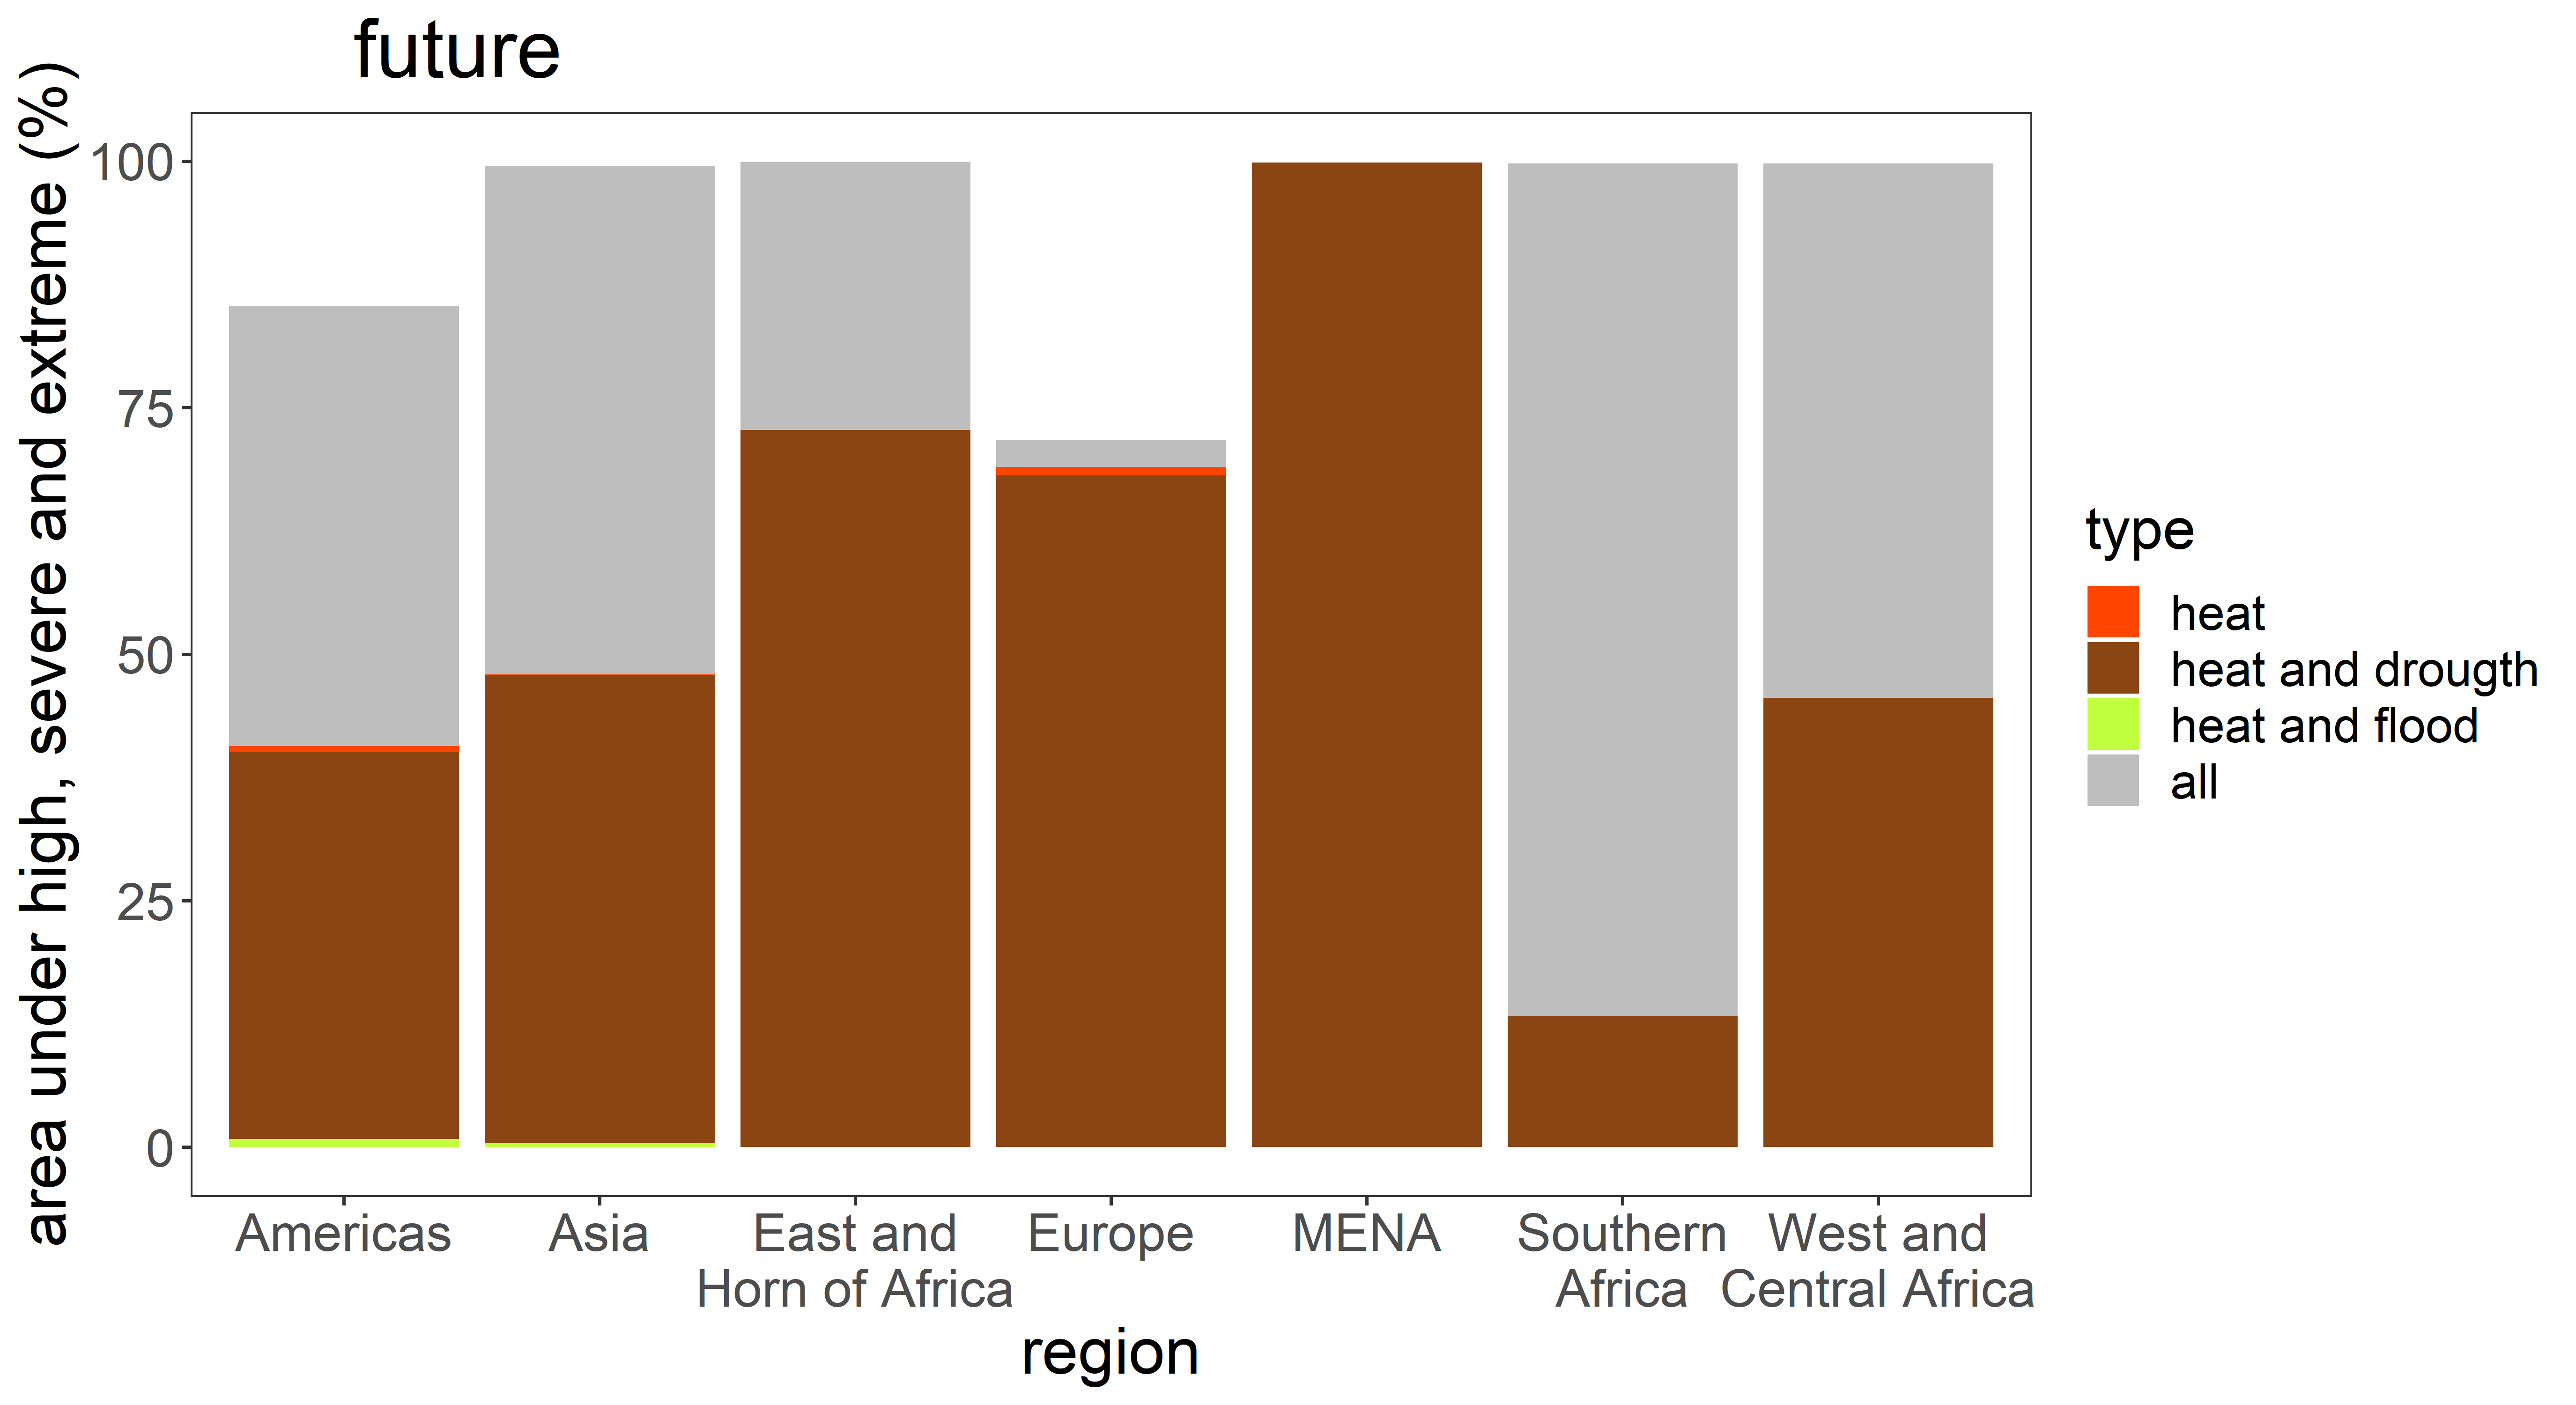 future
area under high, severe and extreme (%)
100
75
50
25
0
Americas
Asia
East and
Horn of Africa
Europe
MENA
Southern
Africa
West and
Central Africa
region
type
heat
heat and drougth
heat and flood
all